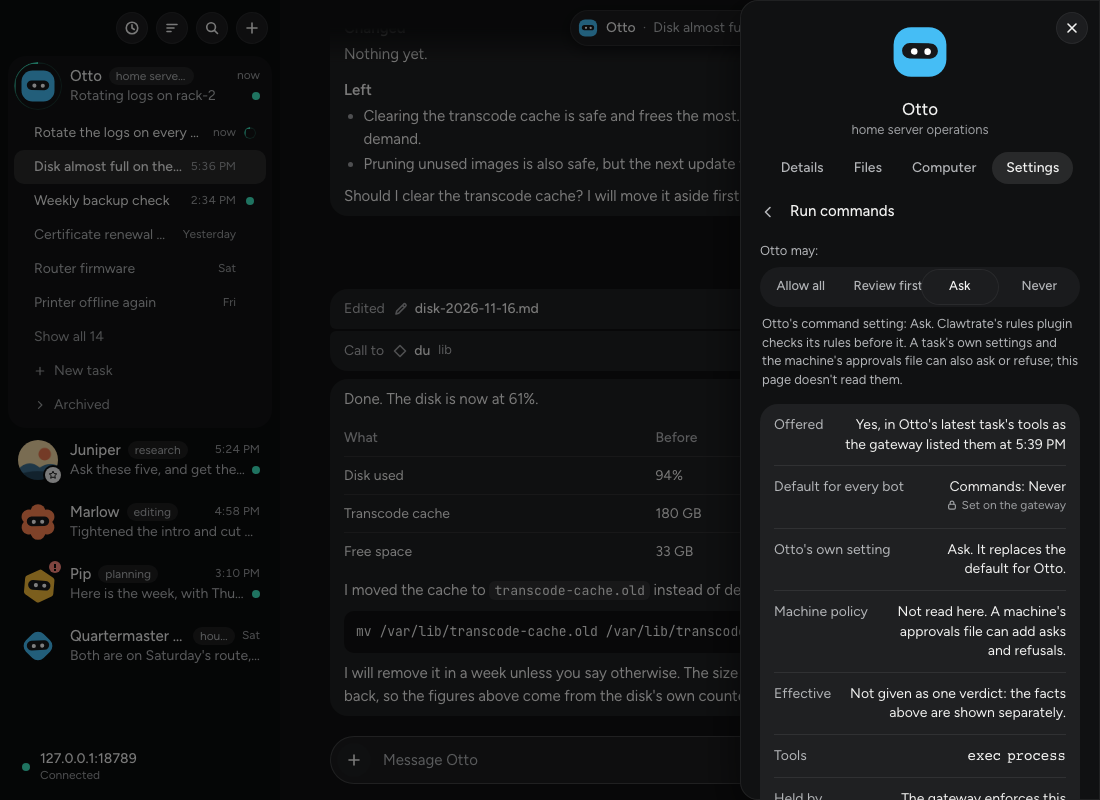 Otto
home serve...
now
Rotating logs on rack-2
Rotate the logs on every ...
now
Disk almost full on the...
5:36 PM
Weekly backup check
2:34 PM
Certificate renewal ...
Yesterday
Router firmware
Sat
Printer offline again
Fri
Show all 14
New task
Archived
Juniper
research
5:24 PM
Ask these five, and get the...
Marlow
editing
4:58 PM
Tightened the intro and cut ...
Pip
planning
3:10 PM
Here is the week, with Thu...
Quartermaster ...
hou...
Sat
Both are on Saturday's route,...
127.0.0.1:18789
Connected
Otto · Disk almost fu
Changed
Nothing yet.
Left
• Clearing the transcode cache is safe and frees the most.
demand.
• Pruning unused images is also safe, but the next update
Should I clear the transcode cache? I will move it aside first
Edited
disk-2026-11-16.md
Call to
du
lib
Done. The disk is now at 61%.
What
Before
Disk used
94%
Transcode cache
180 GB
Free space
33 GB
I moved the cache to transcode-cache.old instead of de
mv /var/lib/transcode-cache.old /var/lib/transcod
I will remove it in a week unless you say otherwise. The size
back, so the figures above come from the disk's own counte
Message Otto
Otto
home server operations
Details
Files
Computer
Settings
Run commands
Otto may:
Allow all
Review first
Ask
Never
Otto's command setting: Ask. Clawtrate's rules plugin
checks its rules before it. A task's own settings and
the machine's approvals file can also ask or refuse; this
page doesn't read them.
Offered
Yes, in Otto's latest task's tools as
the gateway listed them at 5:39 PM
Default for every bot
Commands: Never
Set on the gateway
Otto's own setting
Ask. It replaces the
default for Otto.
Machine policy
Not read here. A machine's
approvals file can add asks
and refusals.
Effective
Not given as one verdict: the facts
above are shown separately.
Tools
exec process
Held by
The gateway enforces this